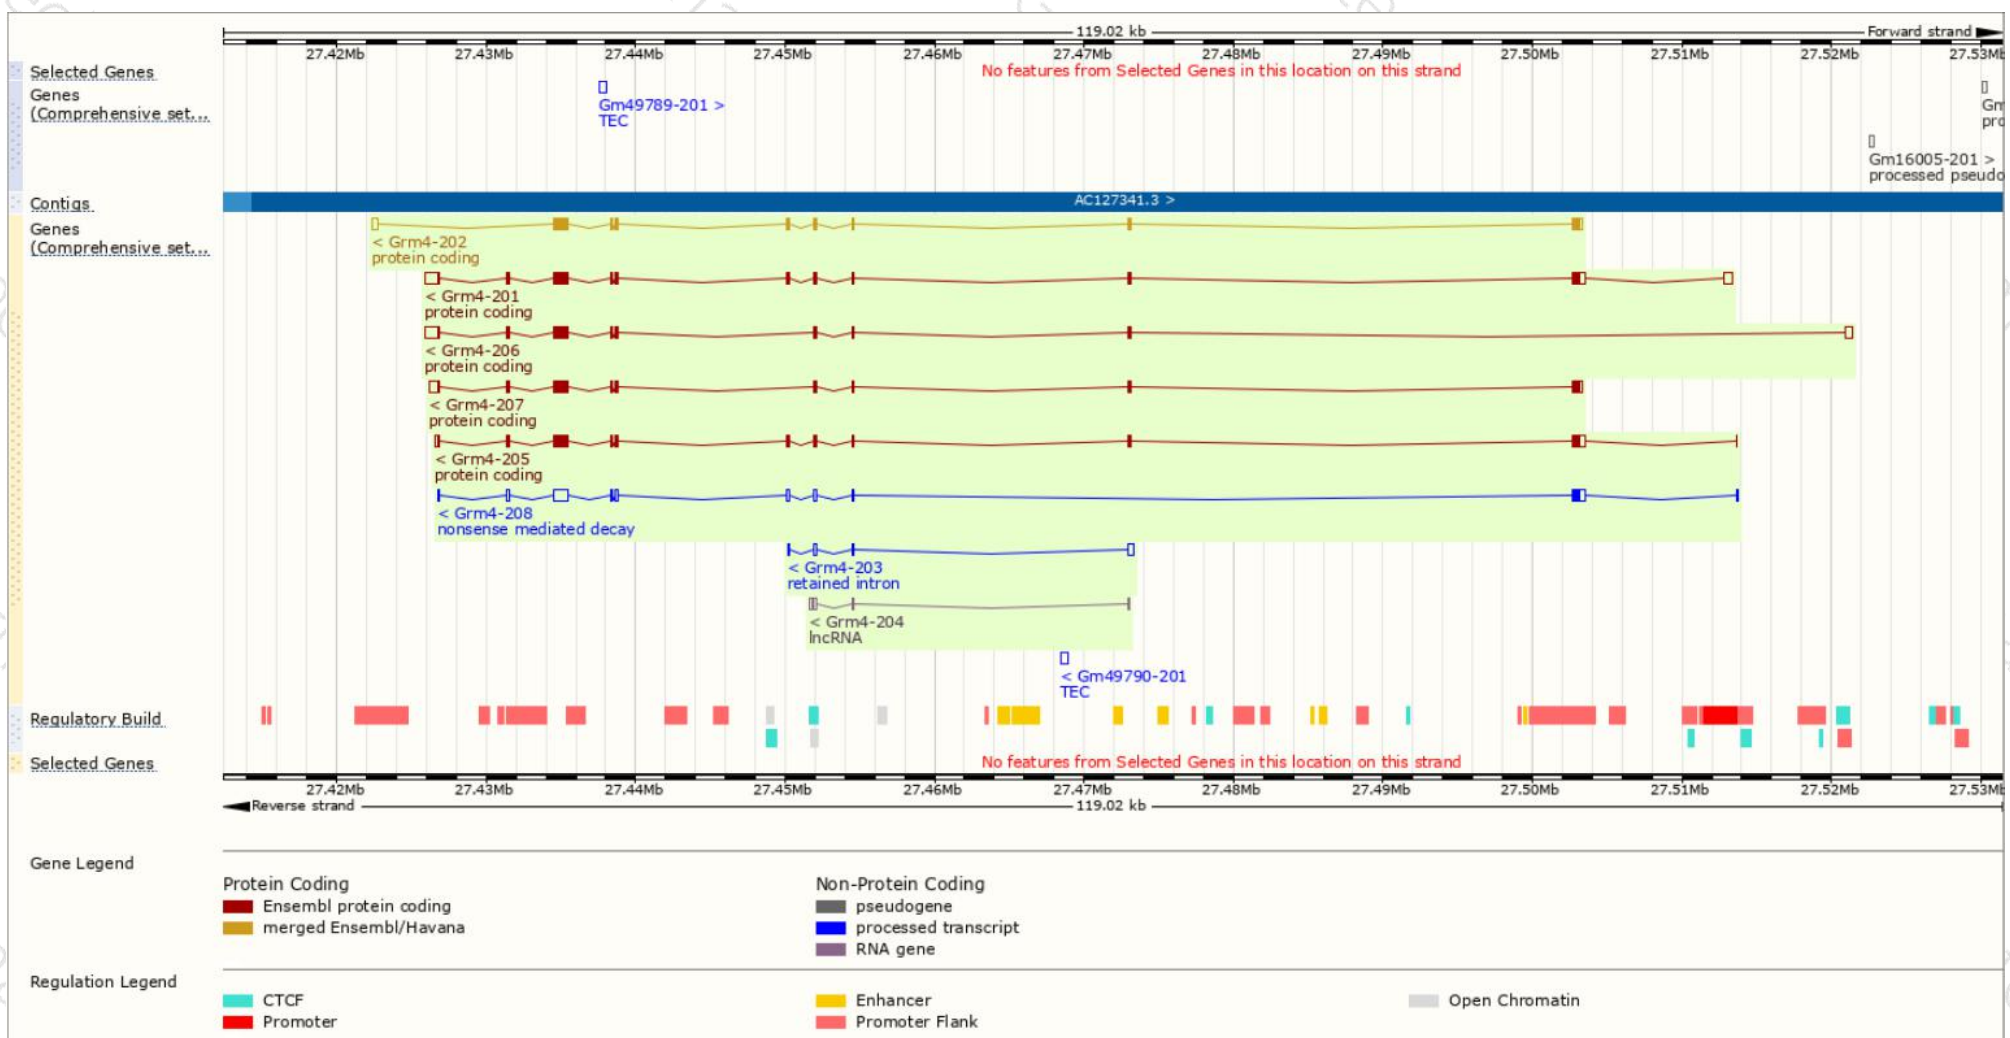 119.02 kb Forward strand
27.42Mb 27.43Mb 27.44Mb 27.45Mb 27.46Mb 27.47Mb 27.48Mb 27.49Mb 27.50Mb 27.51Mb 27.52Mb 27.53Mb
Selected Genes No features from Selected Genes in this location on this strand
Genes
(Comprehensive set...
Gm49789-201 >
TEC
Gm
pro
Gm16005-201 >
processed pseudo
Contigs AC127341.3 >
Genes
(Comprehensive set...
< Grm4-202
protein coding
< Grm4-201
protein coding
< Grm4-206
protein coding
< Grm4-207
protein coding
< Grm4-205
protein coding
< Grm4-208
nonsense mediated decay
< Grm4-203
retained intron
< Grm4-204
lncRNA
< Gm49790-201
TEC
Regulatory Build
Selected Genes No features from Selected Genes in this location on this strand
27.42Mb 27.43Mb 27.44Mb 27.45Mb 27.46Mb 27.47Mb 27.48Mb 27.49Mb 27.50Mb 27.51Mb 27.52Mb 27.53Mb
Reverse strand 119.02 kb
Gene Legend
Protein Coding
Ensembl protein coding
merged Ensembl/Havana
Non-Protein Coding
pseudogene
processed transcript
RNA gene
Regulation Legend
CTCF
Promoter
Enhancer
Promoter Flank
Open Chromatin